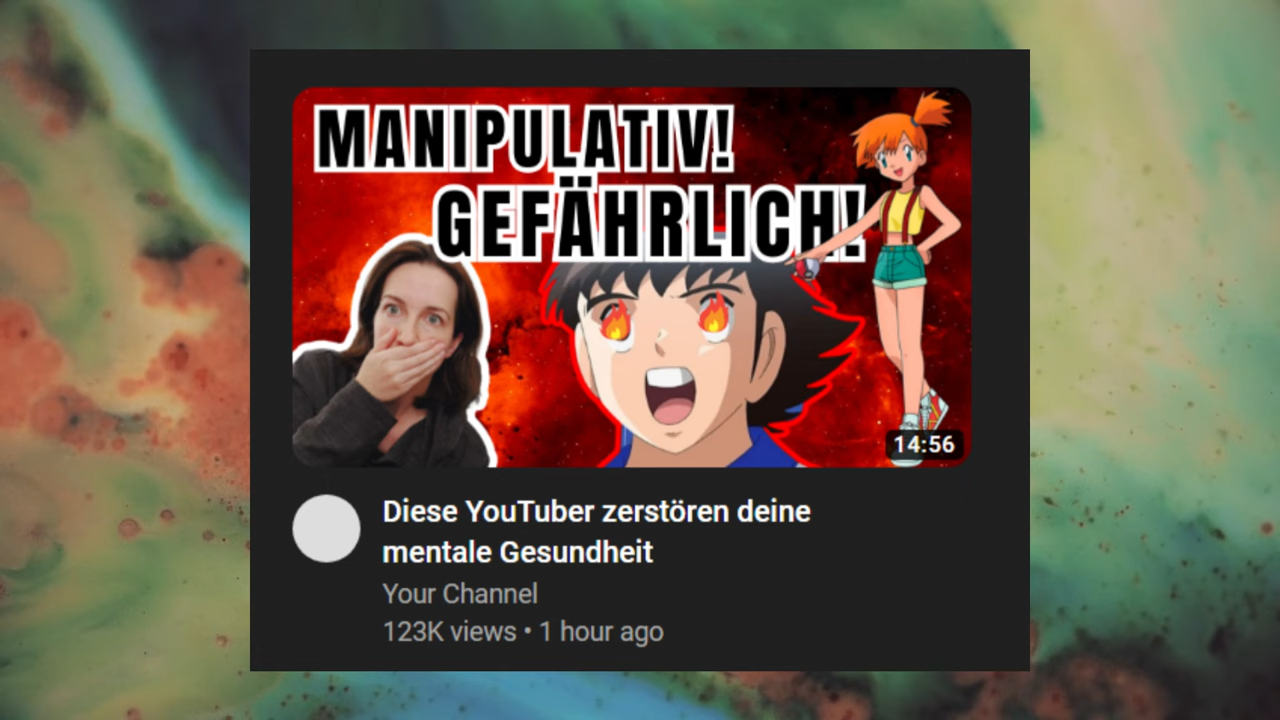 MANIPULATIV!
GEFÄHRLICH!
14:56
Diese YouTuber zerstören deine
mentale Gesundheit
Your Channel
123K views • 1 hour ago